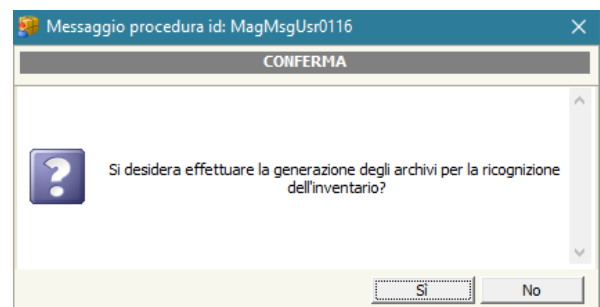 Messaggio procedura id: MagMsgUsr0116
CONFERMA
Si desidera effettuare la generazione degli archivi per la ricognizione
dell'inventario?
Sì No